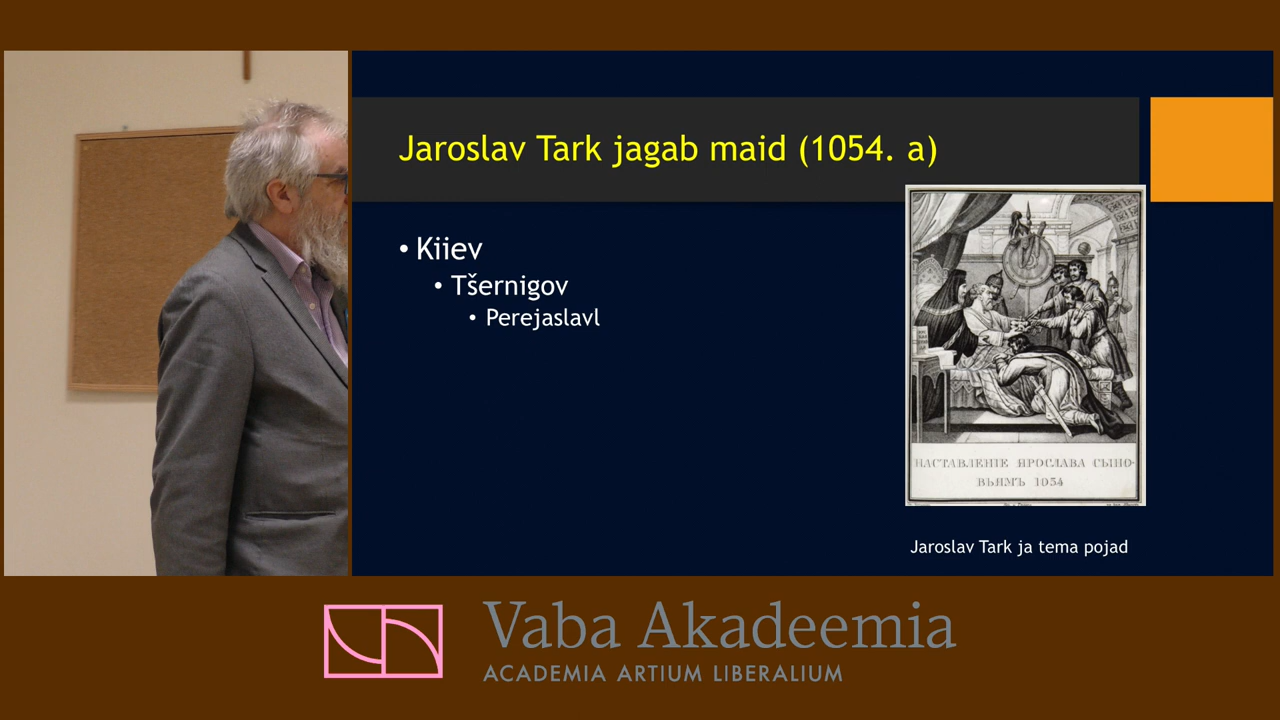 Jaroslav Tark jagab maid (1054. a)
• Kiiev
• Tšernigov
• Perejaslavl
НАСТАВЛЕНІЕ ЯРОСЛАВА СЫНО-
ВЬЯМЪ 1054
Jaroslav Tark ja tema pojad
Vaba Akadeemia
ACADEMIA ARTIUM LIBERALIUM